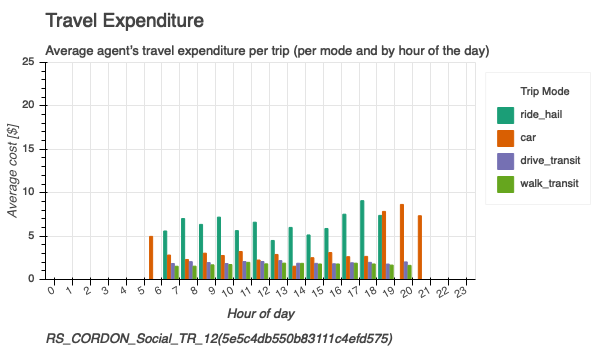 Travel Expenditure
Average agent's travel expenditure per trip (per mode and by hour of the day)
25
20
15
10
5
0
Average cost [$]
0 1 2 3 4 5 6 7 8 9 10 11 12 13 14 15 16 17 18 19 20 21 22 23
Hour of day
Trip Mode
ride_hail
car
drive_transit
walk_transit
RS_CORDON_Social_TR_12(5e5c4db550b83111c4efd575)